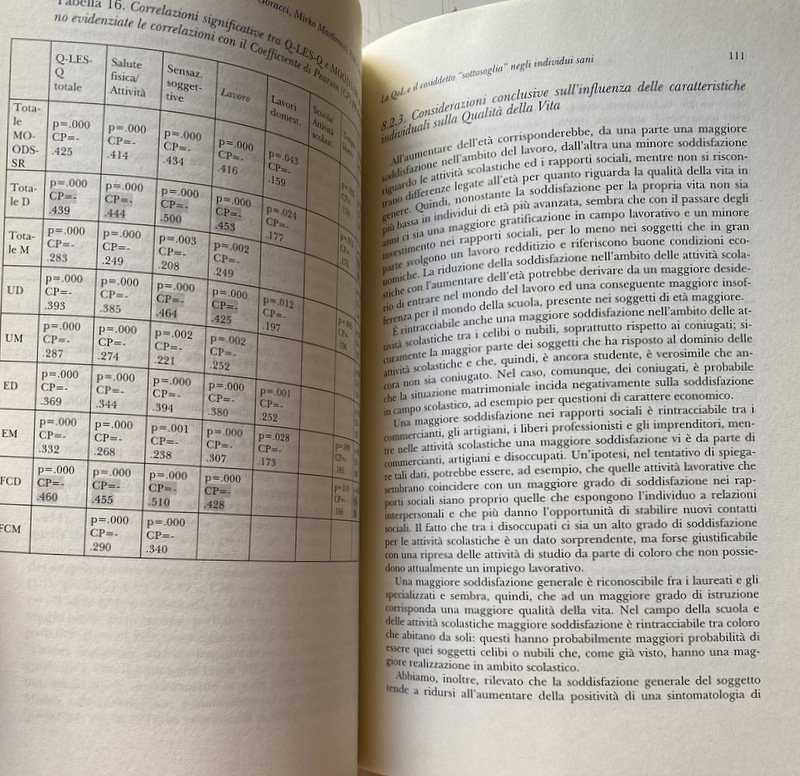 Goracci, Mirko Martinucci,
Tabella 16. Correlazioni significative tra Q-LES-Q e MOODS-
no evidenziate le correlazioni con il Coefficiente di Pearson (CP
Q-LES-Q totale | Salute fisica/Attività | Sensaz. soggettive | Lavoro | Lavori domest. | Scuola/Attività scolast.
Tota-le MO-ODS-SR | p=.000 CP=-.425 | p=.000 CP=-.414 | p=.000 CP=-.434 | p=.000 CP=-.416 | p=.043 CP=-.159
Tota-le D | p=.000 CP=-.439 | p=.000 CP=-.444 | p=.000 CP=-.500 | p=.000 CP=-.453 | p=.024 CP=-.177
Tota-le M | p=.000 CP=-.283 | p=.000 CP=-.249 | p=.003 CP=-.208 | p=.002 CP=-.249
UD | p=.000 CP=-.393 | p=.000 CP=-.385 | p=.000 CP=-.464 | p=.000 CP=-.425 | p=.012 CP=-.197
UM | p=.000 CP=-.287 | p=.000 CP=-.274 | p=.002 CP=-.221 | p=.002 CP=-.252
ED | p=.000 CP=-.369 | p=.000 CP=-.344 | p=.000 CP=-.394 | p=.000 CP=-.380 | p=.001 CP=-.252
EM | p=.000 CP=-.332 | p=.000 CP=-.268 | p=.001 CP=-.238 | p=.000 CP=-.307 | p=.028 CP=-.173
FCD | p=.000 CP=-.460 | p=.000 CP=-.455 | p=.000 CP=-.510 | p=.000 CP=-.428
FCM | p=.000 CP=-.290 | p=.000 CP=-.340
La QoL e il cosiddetto "sottosoglia" negli individui sani
111
8.2.3. Considerazioni conclusive sull'influenza delle caratteristiche
individuali sulla Qualità della Vita
All'aumentare dell'età corrisponderebbe, da una parte una maggiore
soddisfazione nell'ambito del lavoro, dall'altra una minore soddisfazione
riguardo le attività scolastiche ed i rapporti sociali, mentre non si riscon-
trano differenze legate all'età per quanto riguarda la qualità della vita in
genere. Quindi, nonostante la soddisfazione per la propria vita non sia
più bassa in individui di età più avanzata, sembra che con il passare degli
anni ci sia una maggiore gratificazione in campo lavorativo e un minore
investimento nei rapporti sociali, per lo meno nei soggetti che in gran
parte svolgono un lavoro redditizio e riferiscono buone condizioni eco-
nomiche. La riduzione della soddisfazione nell'ambito delle attività scola-
stiche con l'aumentare dell'età potrebbe derivare da un maggiore deside-
rio di entrare nel mondo del lavoro ed una conseguente maggiore insof-
ferenza per il mondo della scuola, presente nei soggetti di età maggiore.
È rintracciabile anche una maggiore soddisfazione nell'ambito delle at-
tività scolastiche tra i celibi o nubili, soprattutto rispetto ai coniugati; si-
curamente la maggior parte dei soggetti che ha risposto al dominio delle
attività scolastiche e che, quindi, è ancora studente, è verosimile che an-
cora non sia coniugato. Nel caso, comunque, dei coniugati, è probabile
che la situazione matrimoniale incida negativamente sulla soddisfazione
in campo scolastico, ad esempio per questioni di carattere economico.
Una maggiore soddisfazione nei rapporti sociali è rintracciabile tra i
commercianti, gli artigiani, i liberi professionisti e gli imprenditori, men-
tre nelle attività scolastiche una maggiore soddisfazione vi è da parte di
commercianti, artigiani e disoccupati. Un'ipotesi, nel tentativo di spiega-
re tali dati, potrebbe essere, ad esempio, che quelle attività lavorative che
sembrano coincidere con un maggiore grado di soddisfazione nei rap-
porti sociali siano proprio quelle che espongono l'individuo a relazioni
interpersonali e che più danno l'opportunità di stabilire nuovi contatti
sociali. Il fatto che tra i disoccupati ci sia un alto grado di soddisfazione
per le attività scolastiche è un dato sorprendente, ma forse giustificabile
con una ripresa delle attività di studio da parte di coloro che non possie-
dono attualmente un impiego lavorativo.
Una maggiore soddisfazione generale è riconoscibile fra i laureati e gli
specializzati e sembra, quindi, che ad un maggiore grado di istruzione
corrisponda una maggiore qualità della vita. Nel campo della scuola e
delle attività scolastiche maggiore soddisfazione è rintracciabile tra coloro
che abitano da soli: questi hanno probabilmente maggiori probabilità di
essere quei soggetti celibi o nubili che, come già visto, hanno una mag-
giore realizzazione in ambito scolastico.
Abbiamo, inoltre, rilevato che la soddisfazione generale del soggetto
tende a ridursi all'aumentare della positività di una sintomatologia di